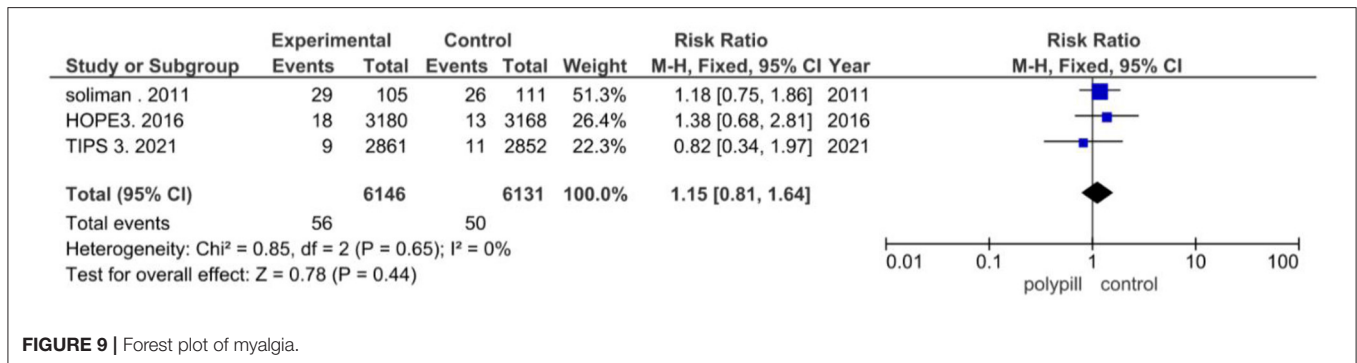 Experimental Control Risk Ratio Risk Ratio
Study or Subgroup Events Total Events Total Weight M-H, Fixed, 95% CI Year M-H, Fixed, 95% CI
soliman . 2011 29 105 26 111 51.3% 1.18 [0.75, 1.86] 2011
HOPE3. 2016 18 3180 13 3168 26.4% 1.38 [0.68, 2.81] 2016
TIPS 3. 2021 9 2861 11 2852 22.3% 0.82 [0.34, 1.97] 2021
Total (95% CI) 6146 6131 100.0% 1.15 [0.81, 1.64]
Total events 56 50
Heterogeneity: Chi² = 0.85, df = 2 (P = 0.65); I² = 0%
Test for overall effect: Z = 0.78 (P = 0.44)
0.01 0.1 1 10 100
polypill control
FIGURE 9 | Forest plot of myalgia.